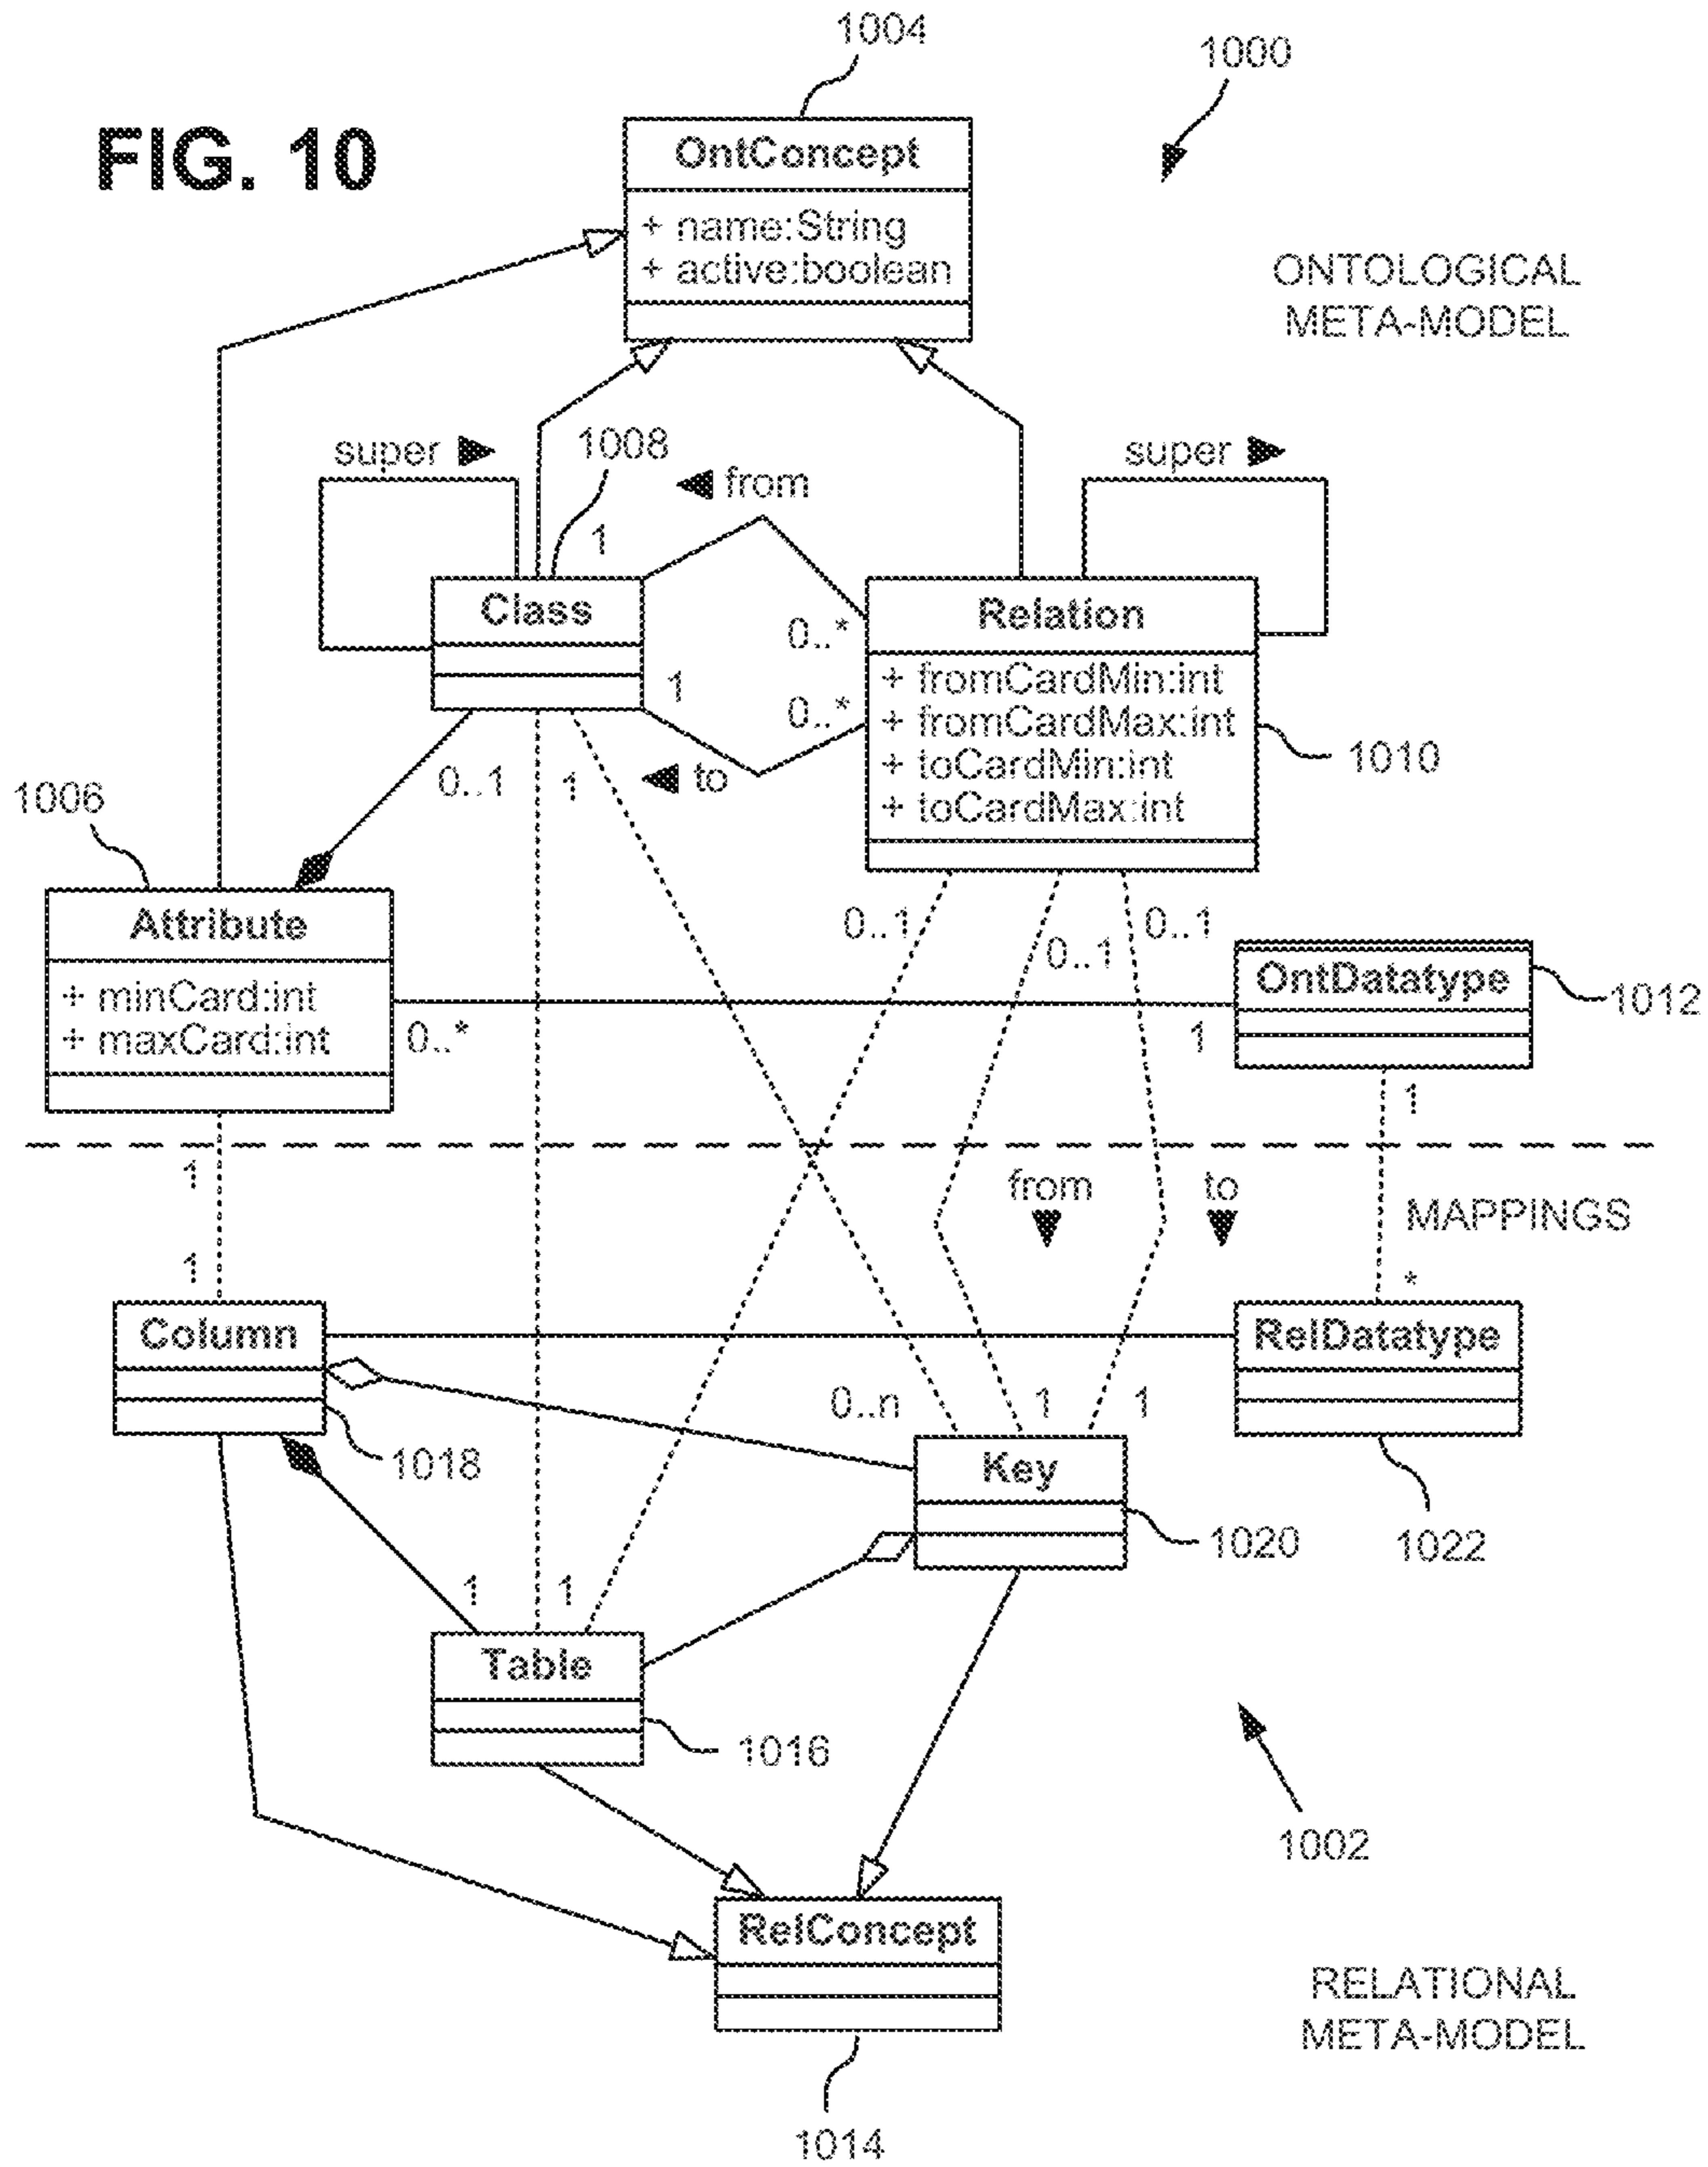 1004
1000
FIG. 10
OntConcept
+ name:String
+ active:boolean
ONTOLOGICAL
META-MODEL
super ▶
1008
◀ from
super ▶
1
Class
Relation
0..*
+ fromCardMin:int
1
0..*
+ fromCardMax:int
1010
+ toCardMin:int
+ toCardMax:int
0..1
1
◀ to
1006
Attribute
0..1
0..1
0..1
OntDatatype
+ minCard:int
1012
+ maxCard:int
0..*
1
1
1
from
▼
to
▼
MAPPINGS
1
*
Column
RelDatatype
0..n
1
1
1018
Key
1020
1022
1
1
Table
1016
1002
RelConcept
RELATIONAL
META-MODEL
1014